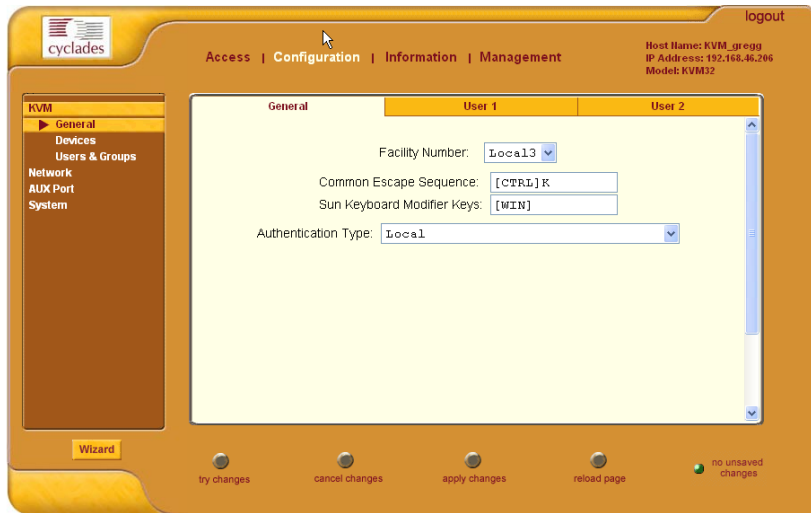 logout
cyclades
Access | Configuration | Information | Management
Host Name: KVM_gregg
IP Address: 192.168.46.206
Model: KVM32
KVM
General
Devices
Users & Groups
Network
AUX Port
System
General
User 1
User 2
Facility Number: Local3
Common Escape Sequence: [CTRL]K
Sun Keyboard Modifier Keys: [WIN]
Authentication Type: Local
Wizard
try changes
cancel changes
apply changes
reload page
no unsaved
changes